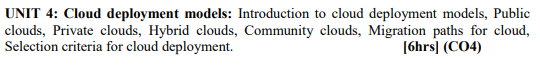 UNIT 4: Cloud deployment models: Introduction to cloud deployment models, Public
clouds, Private clouds, Hybrid clouds, Community clouds, Migration paths for cloud,
Selection criteria for cloud deployment. [6hrs] (CO4)